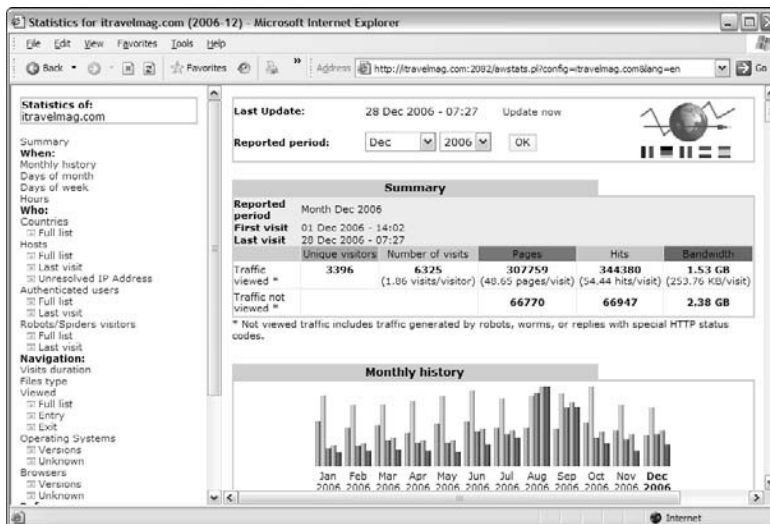 Statistics for itravelmag.com (2006-12) - Microsoft Internet Explorer
File Edit View Favorites Tools Help
Back Favorites » Address http://itravelmag.com:2082/awstats.pl?config=itravelmag.com&lang=en Go
Statistics of:
itravelmag.com
Summary
When:
Monthly history
Days of month
Days of week
Hours
Who:
Countries
Full list
Hosts
Full list
Last visit
Unresolved IP Address
Authenticated users
Full list
Last visit
Robots/Spiders visitors
Full list
Last visit
Navigation:
Visits duration
Files type
Viewed
Full list
Entry
Exit
Operating Systems
Versions
Unknown
Browsers
Versions
Unknown
Last Update: 28 Dec 2006 - 07:27 Update now
Reported period: Dec 2006 OK
Summary
Reported period Month Dec 2006
First visit 01 Dec 2006 - 14:02
Last visit 28 Dec 2006 - 07:27
Unique visitors Number of visits Pages Hits Bandwidth
Traffic viewed * 3396 6325 307759 344380 1.53 GB
(1.86 visits/visitor) (48.65 pages/visit) (54.44 hits/visit) (253.76 KB/visit)
Traffic not viewed * 66770 66947 2.38 GB
* Not viewed traffic includes traffic generated by robots, worms, or replies with special HTTP status
codes.
Monthly history
Jan Feb Mar Apr May Jun Jul Aug Sep Oct Nov Dec
2006 2006 2006 2006 2006 2006 2006 2006 2006 2006 2006 2006
Internet